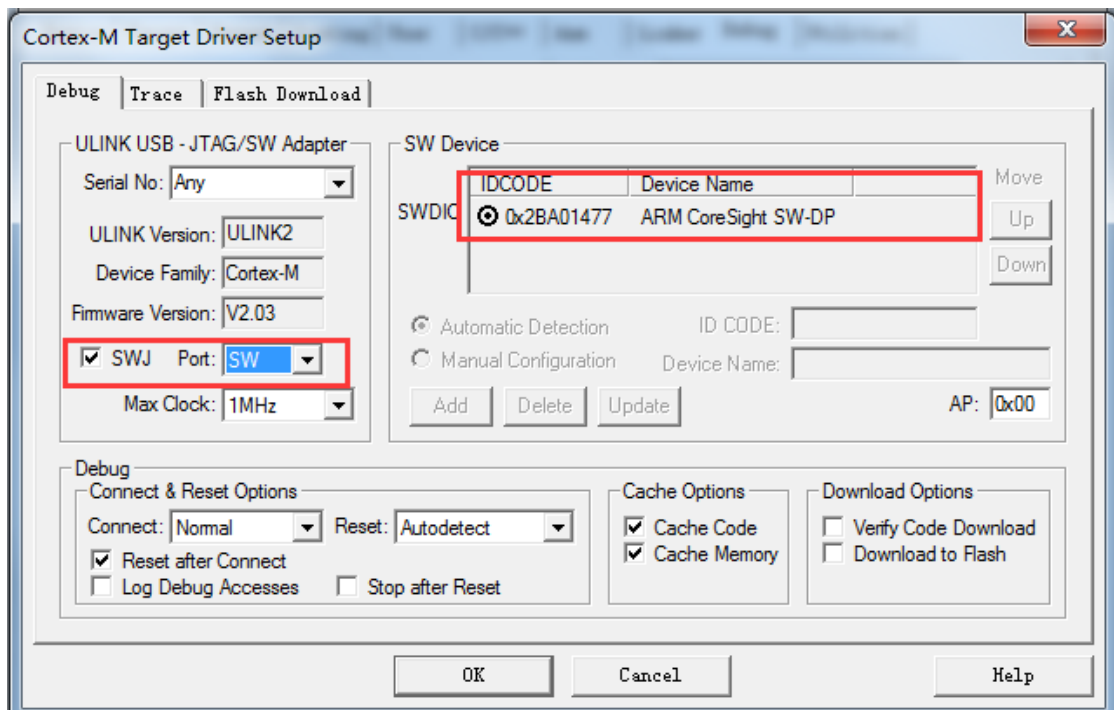 Cortex-M Target Driver Setup
Debug Trace Flash Download
ULINK USB - JTAG/SW Adapter
Serial No: Any
ULINK Version: ULINK2
Device Family: Cortex-M
Firmware Version: V2.03
SWJ Port: SW
Max Clock: 1MHz
SW Device
IDCODE Device Name
SWDIO 0x2BA01477 ARM CoreSight SW-DP
Move
Up
Down
Automatic Detection ID CODE:
Manual Configuration Device Name:
Add Delete Update AP: 0x00
Debug
Connect & Reset Options
Connect: Normal Reset: Autodetect
Reset after Connect
Log Debug Accesses Stop after Reset
Cache Options
Cache Code
Cache Memory
Download Options
Verify Code Download
Download to Flash
OK Cancel Help